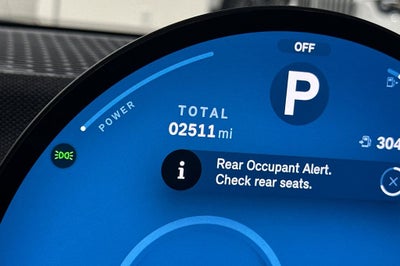 OFF
P
POWER
TOTAL
02511 mi
304
Rear Occupant Alert.
Check rear seats.